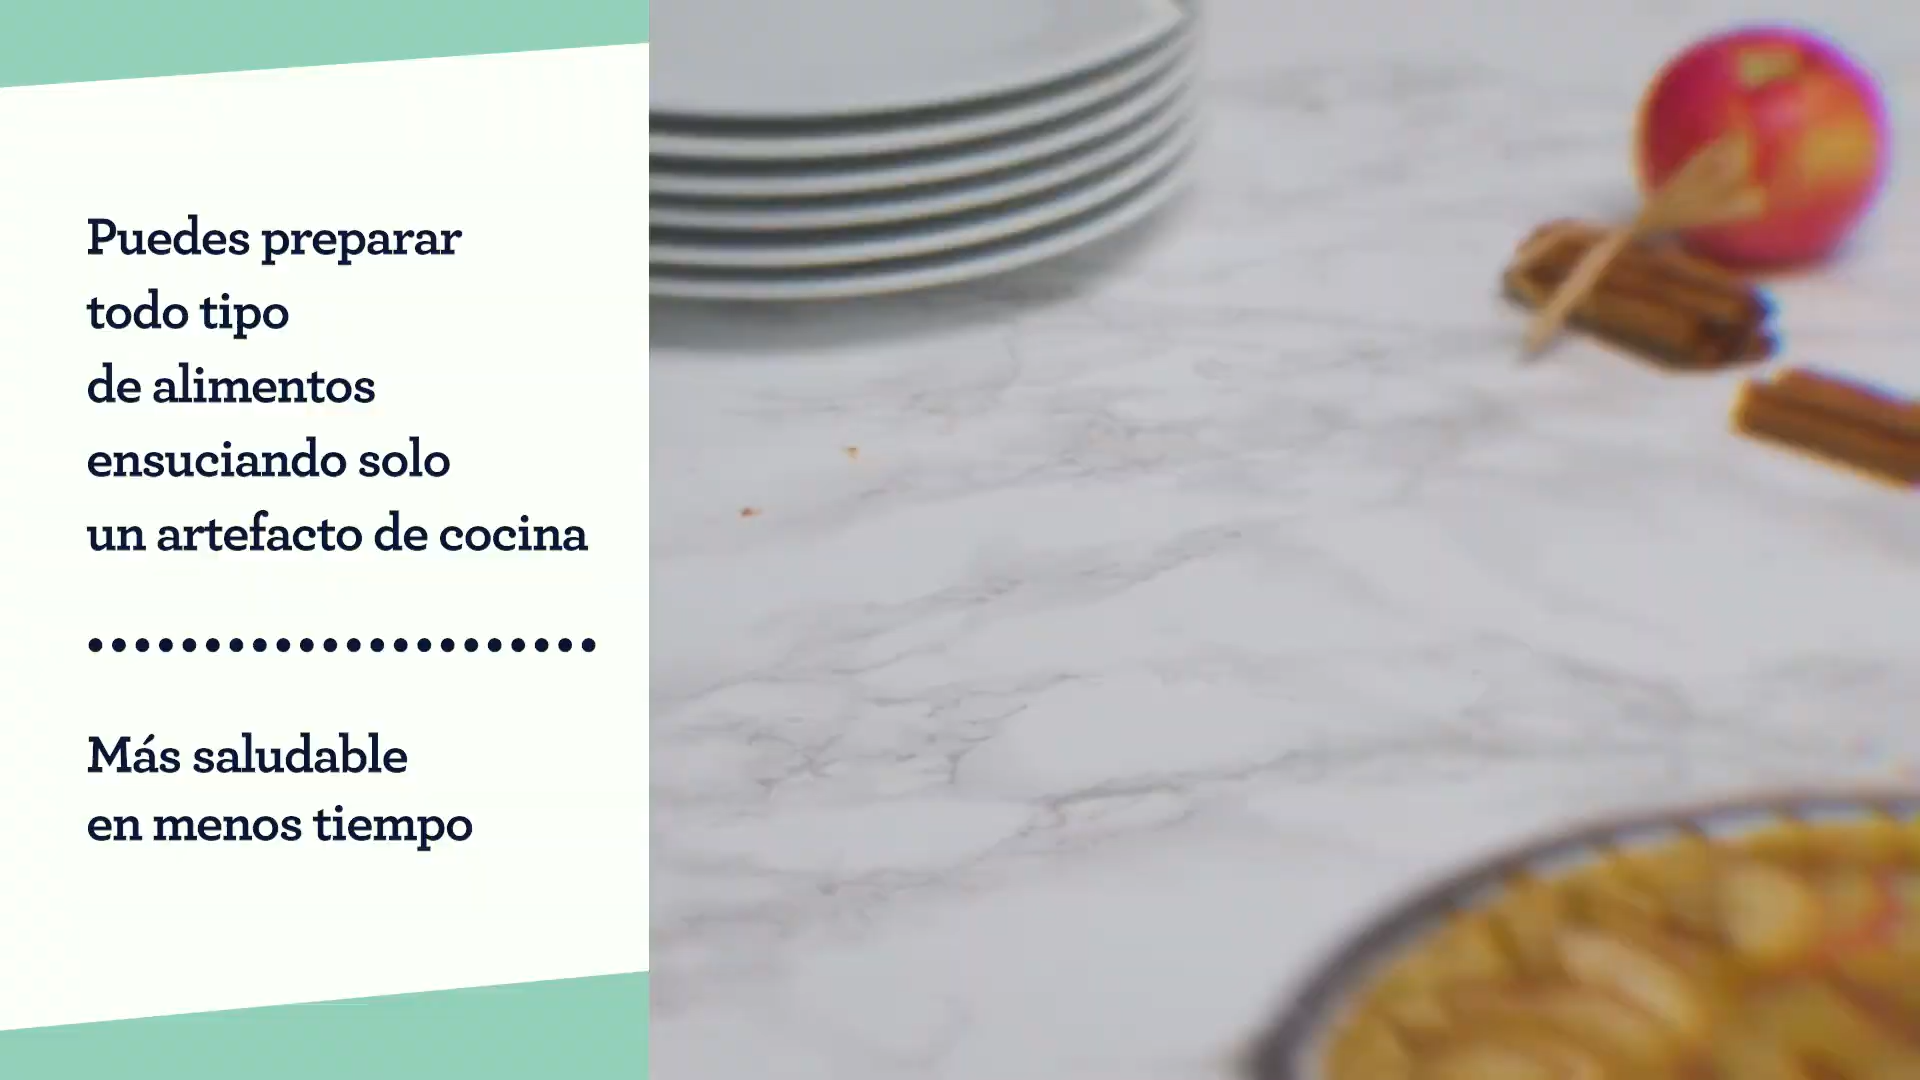 Puedes preparar
todo tipo
de alimentos
ensuciando solo
un artefacto de cocina
Más saludable
en menos tiempo